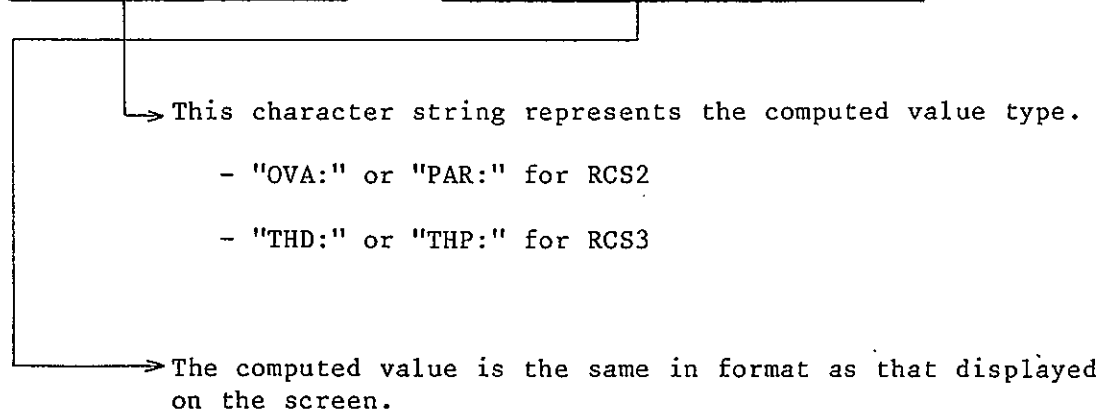 This character string represents the computed value type.
- "OVA:" or "PAR:" for RCS2
- "THD:" or "THP:" for RCS3
The computed value is the same in format as that displayed
on the screen.